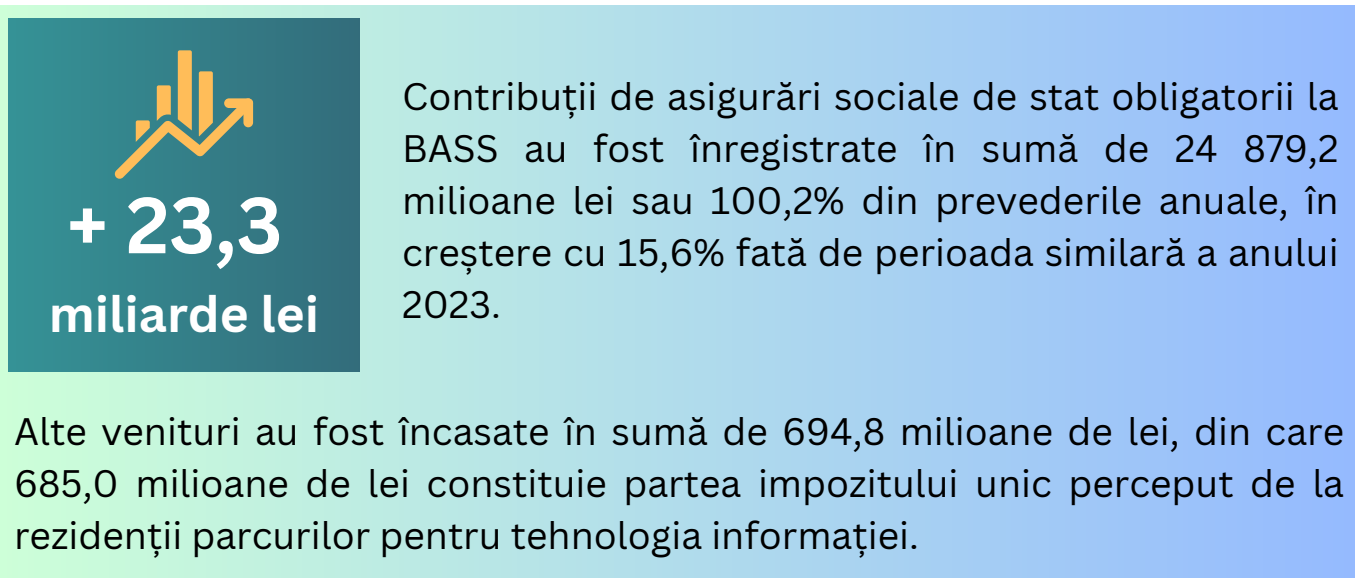 + 23,3
miliarde lei
Contribuții de asigurări sociale de stat obligatorii la
BASS au fost înregistrate în sumă de 24 879,2
milioane lei sau 100,2% din prevederile anuale, în
creștere cu 15,6% fată de perioada similară a anului
2023.
Alte venituri au fost încasate în sumă de 694,8 milioane de lei, din care
685,0 milioane de lei constituie partea impozitului unic perceput de la
rezidenții parcurilor pentru tehnologia informației.